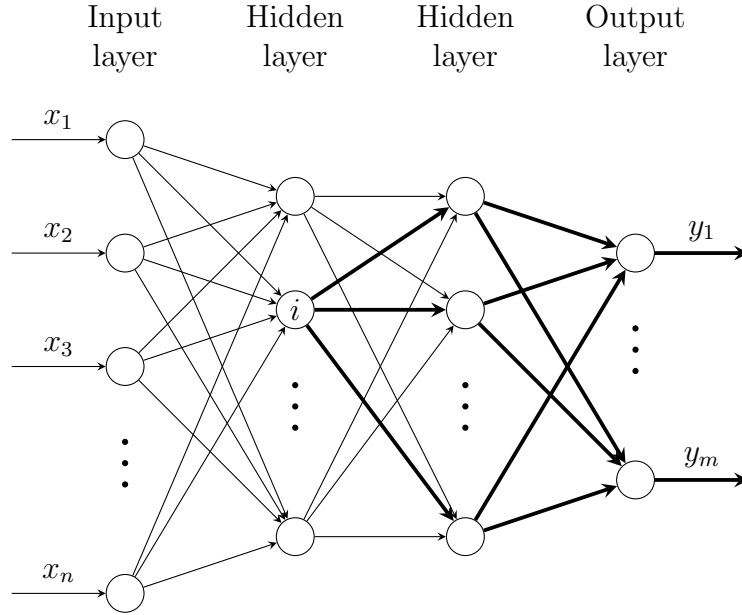 Input
layer
Hidden
layer
Hidden
layer
Output
layer
x₁
x₂
x₃
xₙ
i
y₁
yₘ